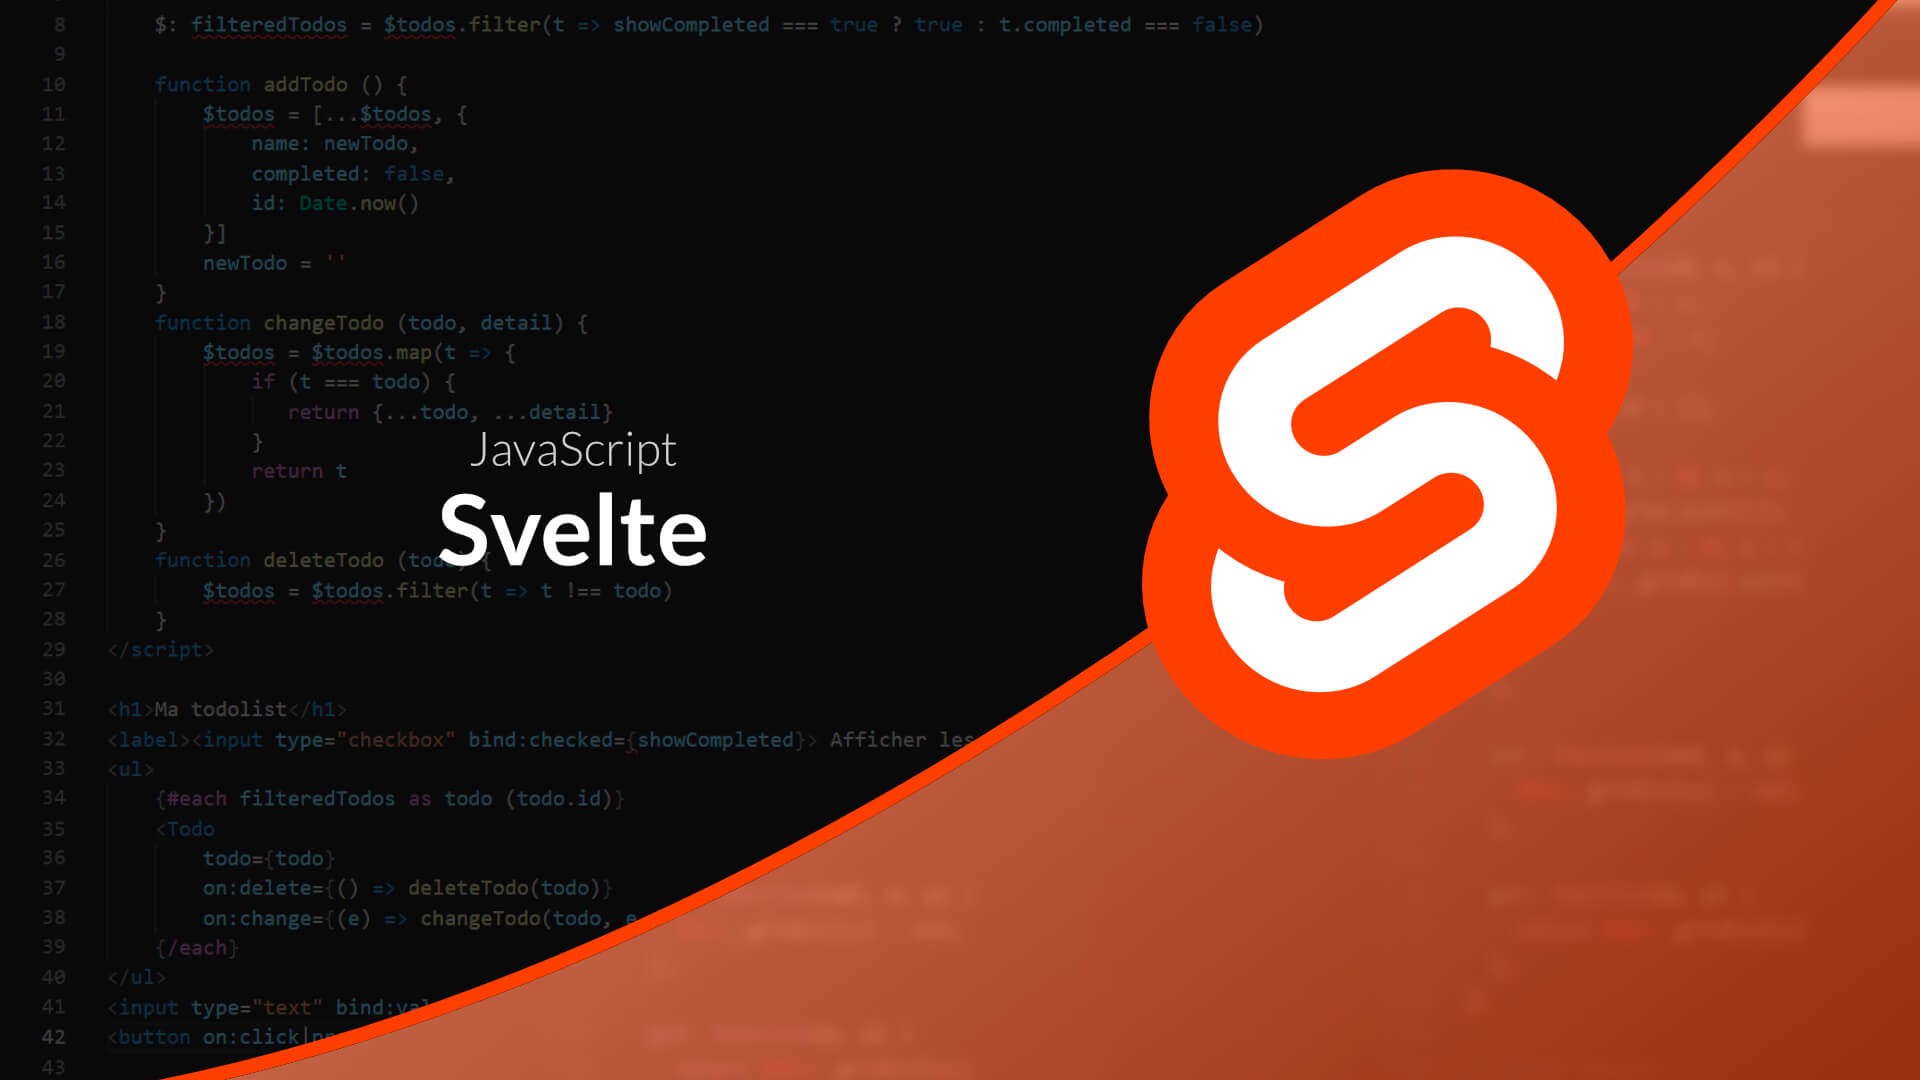 8 $: filteredTodos = $todos.filter(t => showCompleted === true ? true : t.completed === false)
9
10 function addTodo () {
11 $todos = [...$todos, {
12 name: newTodo,
13 completed: false,
14 id: Date.now()
15 }]
16 newTodo = ''
17 }
18 function changeTodo (todo, detail) {
19 $todos = $todos.map(t => {
20 if (t === todo) {
21 return {...todo, ...detail}
22 }
23 return t
24 })
25 }
26 function deleteTodo (todo) {
27 $todos = $todos.filter(t => t !== todo)
28 }
29 </script>
30
31 <h1>Ma todolist</h1>
32 <label><input type="checkbox" bind:checked={showCompleted}> Afficher les
33 <ul>
34 {#each filteredTodos as todo (todo.id)}
35 <Todo
36 todo={todo}
37 on:delete={() => deleteTodo(todo)}
38 on:change={(e) => changeTodo(todo, e
39 {/each}
40 </ul>
41 <input type="text"
42 <button on:click|
43
JavaScript
Svelte